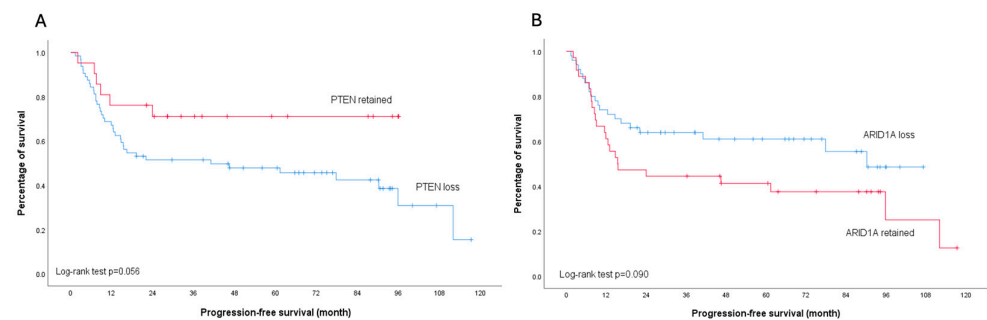 A
Percentage of survival
1.0
0.8
0.6
0.4
0.2
0.0
PTEN retained
PTEN loss
Log-rank test p=0.056
0 12 24 36 48 60 72 84 96 108 120
Progression-free survival (month)
B
Percentage of survival
1.0
0.8
0.6
0.4
0.2
0.0
ARID1A loss
ARID1A retained
Log-rank test p=0.090
0 12 24 36 48 60 72 84 96 108 120
Progression-free survival (month)